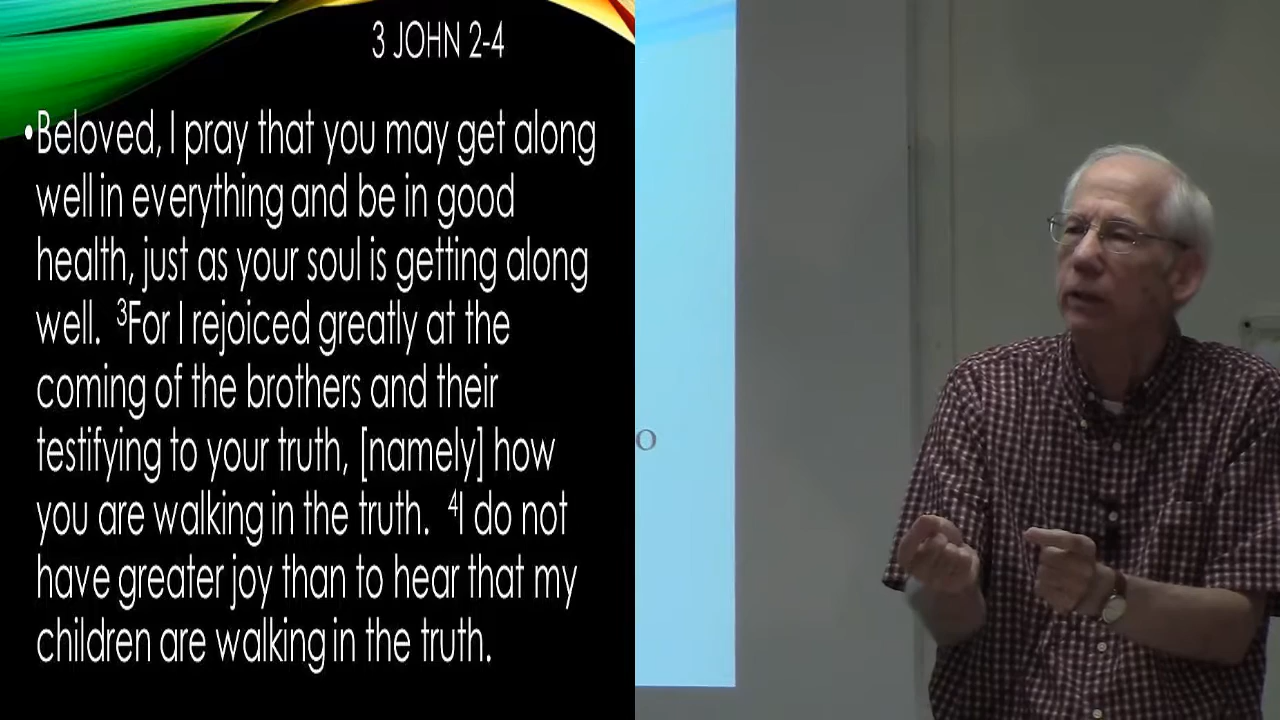 3 JOHN 2-4
•Beloved, I pray that you may get along
well in everything and be in good
health, just as your soul is getting along
well. ³For I rejoiced greatly at the
coming of the brothers and their
testifying to your truth, [namely] how
you are walking in the truth. ⁴I do not
have greater joy than to hear that my
children are walking in the truth.
o